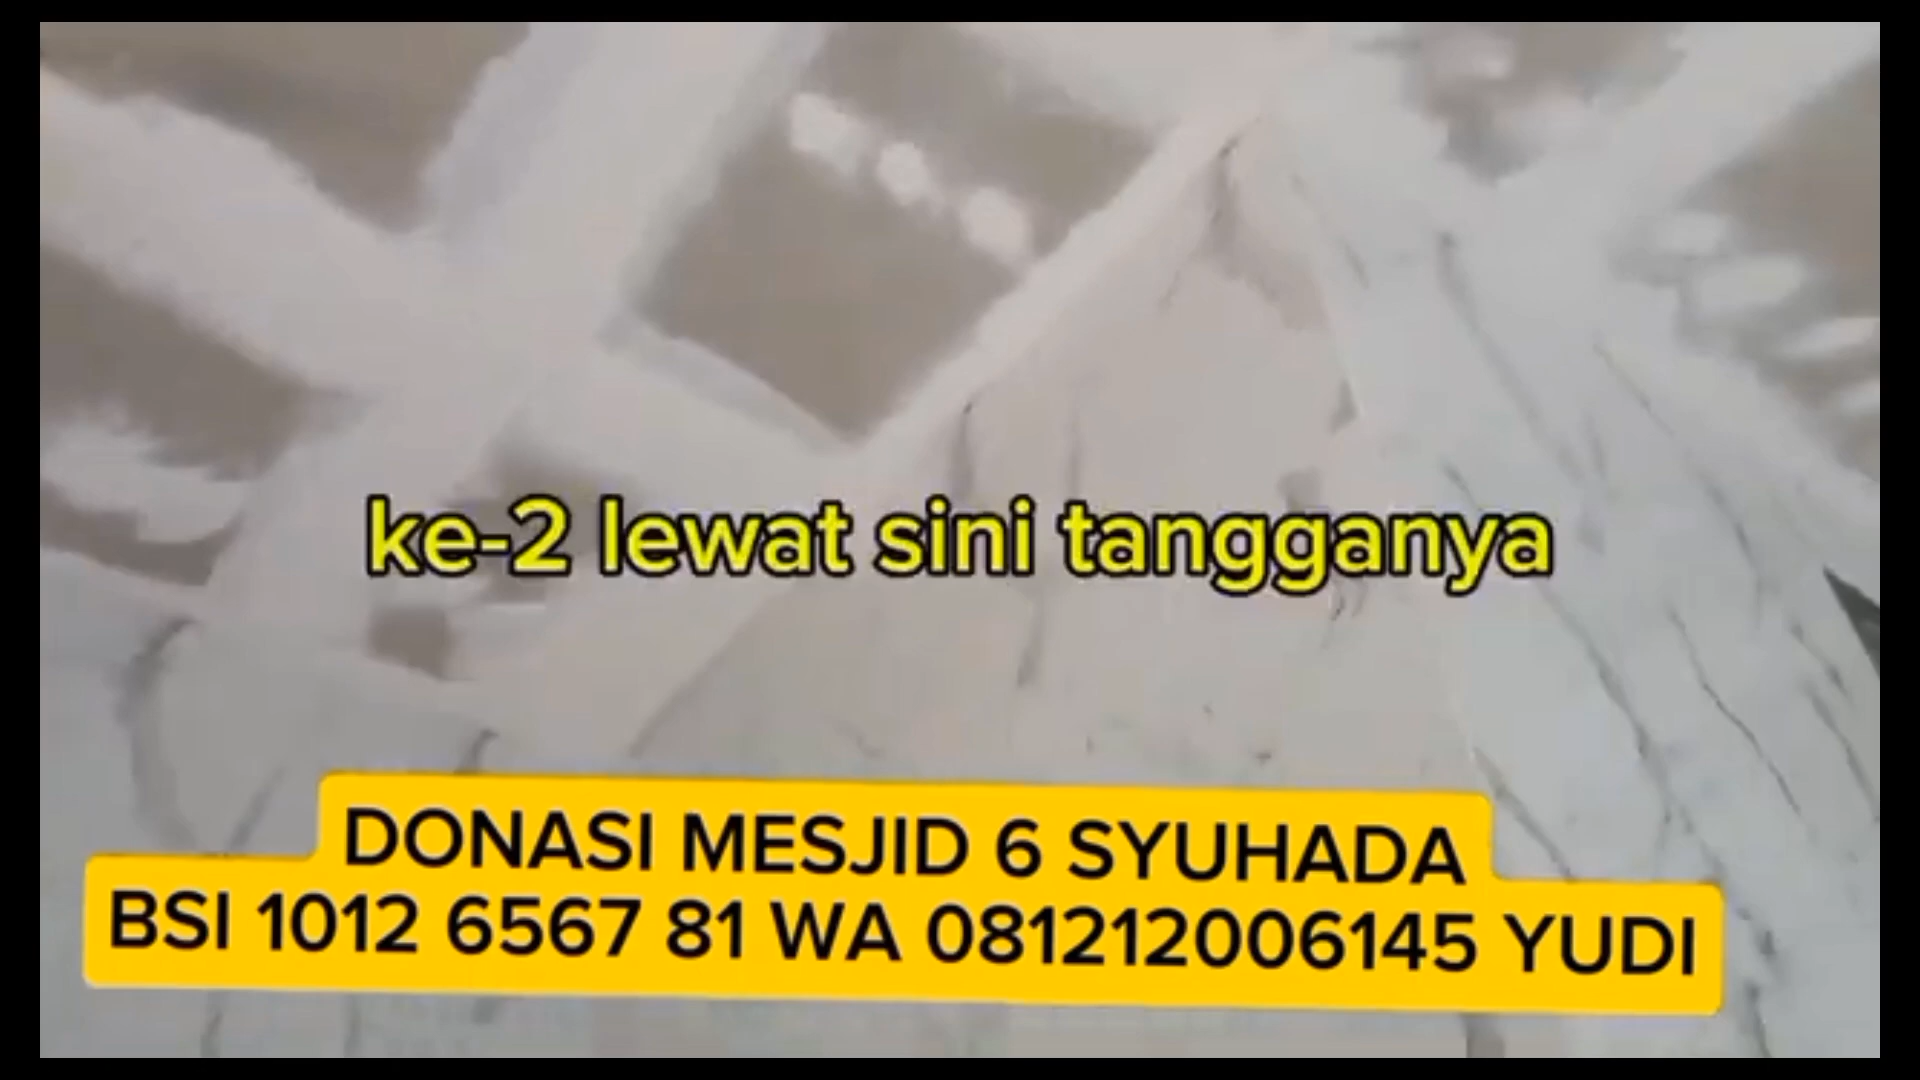 ke-2 lewat sini tangganya
DONASI MESJID 6 SYUHADA
BSI 1012 6567 81 WA 081212006145 YUDI